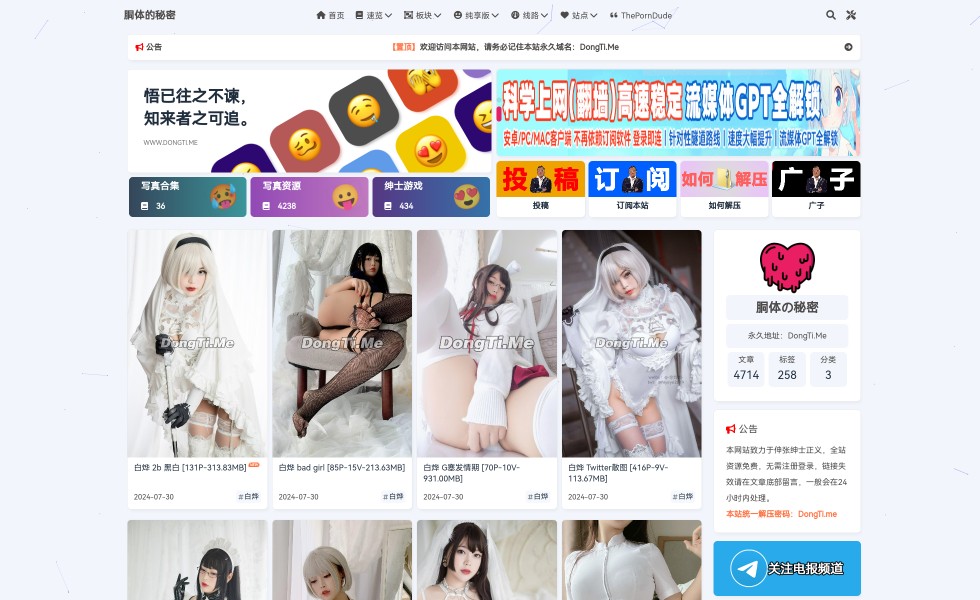 胴体的秘密
首页 速览 板块 纯享版 线路 站点 ThePornDude
公告
【置顶】欢迎访问本网站，请务必记住本站永久域名：DongTi.Me
悟已往之不谏，
知来者之可追。
WWW.DONGTI.ME
科学上网(翻墙)高速稳定 流媒体GPT全解锁
安卓/PC/MAC客户端 不再依赖订阅软件 登录即连 | 针对性隧道路线 | 速度大幅提升 | 流媒体GPT全解锁
写真合集
36
写真资源
4238
绅士游戏
434
投稿
订阅
如何解压
广子
投稿
订阅本站
如何解压
广子
DongTi.Me
DongTi.Me
DongTi.Me
DongTi.Me
白烨 2b 黑白 [131P-313.83MB]
2024-07-30
#白烨
白烨 bad girl [85P-15V-213.63MB]
2024-07-30
#白烨
白烨 G塞发情期 [70P-10V-
931.00MB]
2024-07-30
#白烨
白烨 Twitter散图 [416P-9V-
113.67MB]
2024-07-30
#白烨
胴体の秘密
永久地址：DongTi.Me
文章 标签 分类
4714 258 3
公告
本网站致力于伸张绅士正义，全站
资源免费，无需注册登录，链接失
效请在文章底部留言，一般会在24
小时内处理。
本站统一解压密码：DongTi.me
关注电报频道